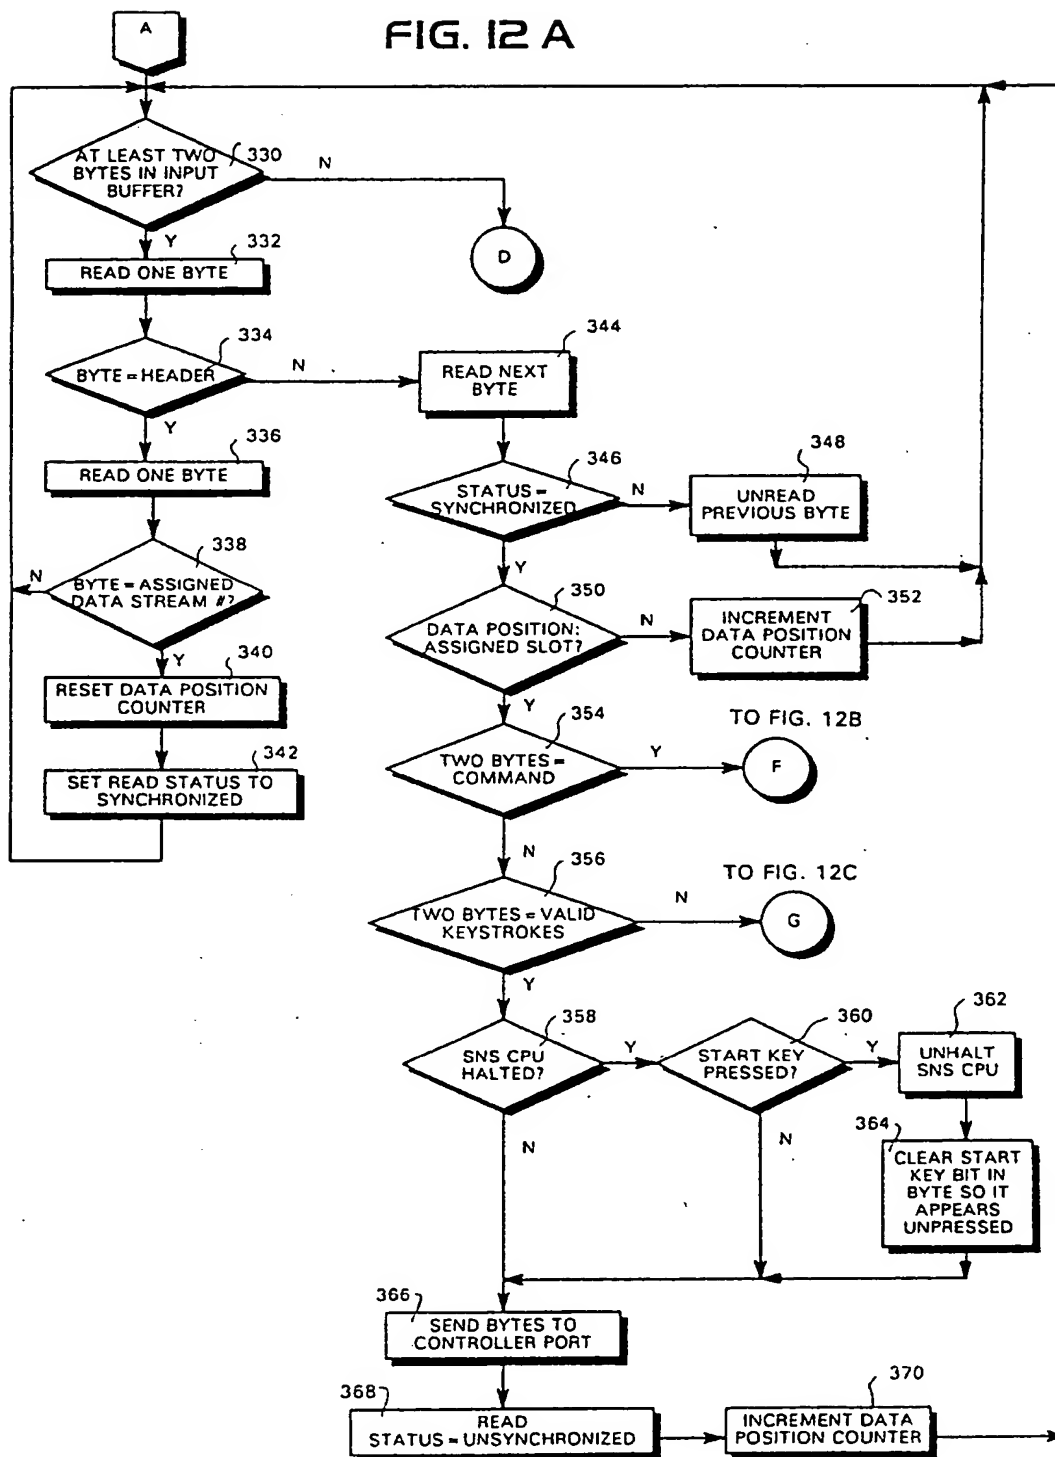 A
FIG. 12 A
AT LEAST TWO
BYTES IN INPUT
BUFFER?
330
N
D
Y
332
READ ONE BYTE
334
BYTE = HEADER
N
344
READ NEXT
BYTE
Y
336
READ ONE BYTE
346
STATUS =
SYNCHRONIZED
N
348
UNREAD
PREVIOUS BYTE
338
N
BYTE = ASSIGNED
DATA STREAM #?
Y
350
DATA POSITION:
ASSIGNED SLOT?
N
352
INCREMENT
DATA POSITION
COUNTER
Y
340
RESET DATA POSITION
COUNTER
Y
354
TO FIG. 12B
TWO BYTES =
COMMAND
Y
F
342
SET READ STATUS TO
SYNCHRONIZED
N
356
TO FIG. 12C
TWO BYTES = VALID
KEYSTROKES
N
G
Y
358
SNS CPU
HALTED?
Y
360
START KEY
PRESSED?
Y
362
UNHALT
SNS CPU
N
N
364
CLEAR START
KEY BIT IN
BYTE SO IT
APPEARS
UNPRESSED
366
SEND BYTES TO
CONTROLLER PORT
368
READ
STATUS = UNSYNCHRONIZED
370
INCREMENT DATA
POSITION COUNTER